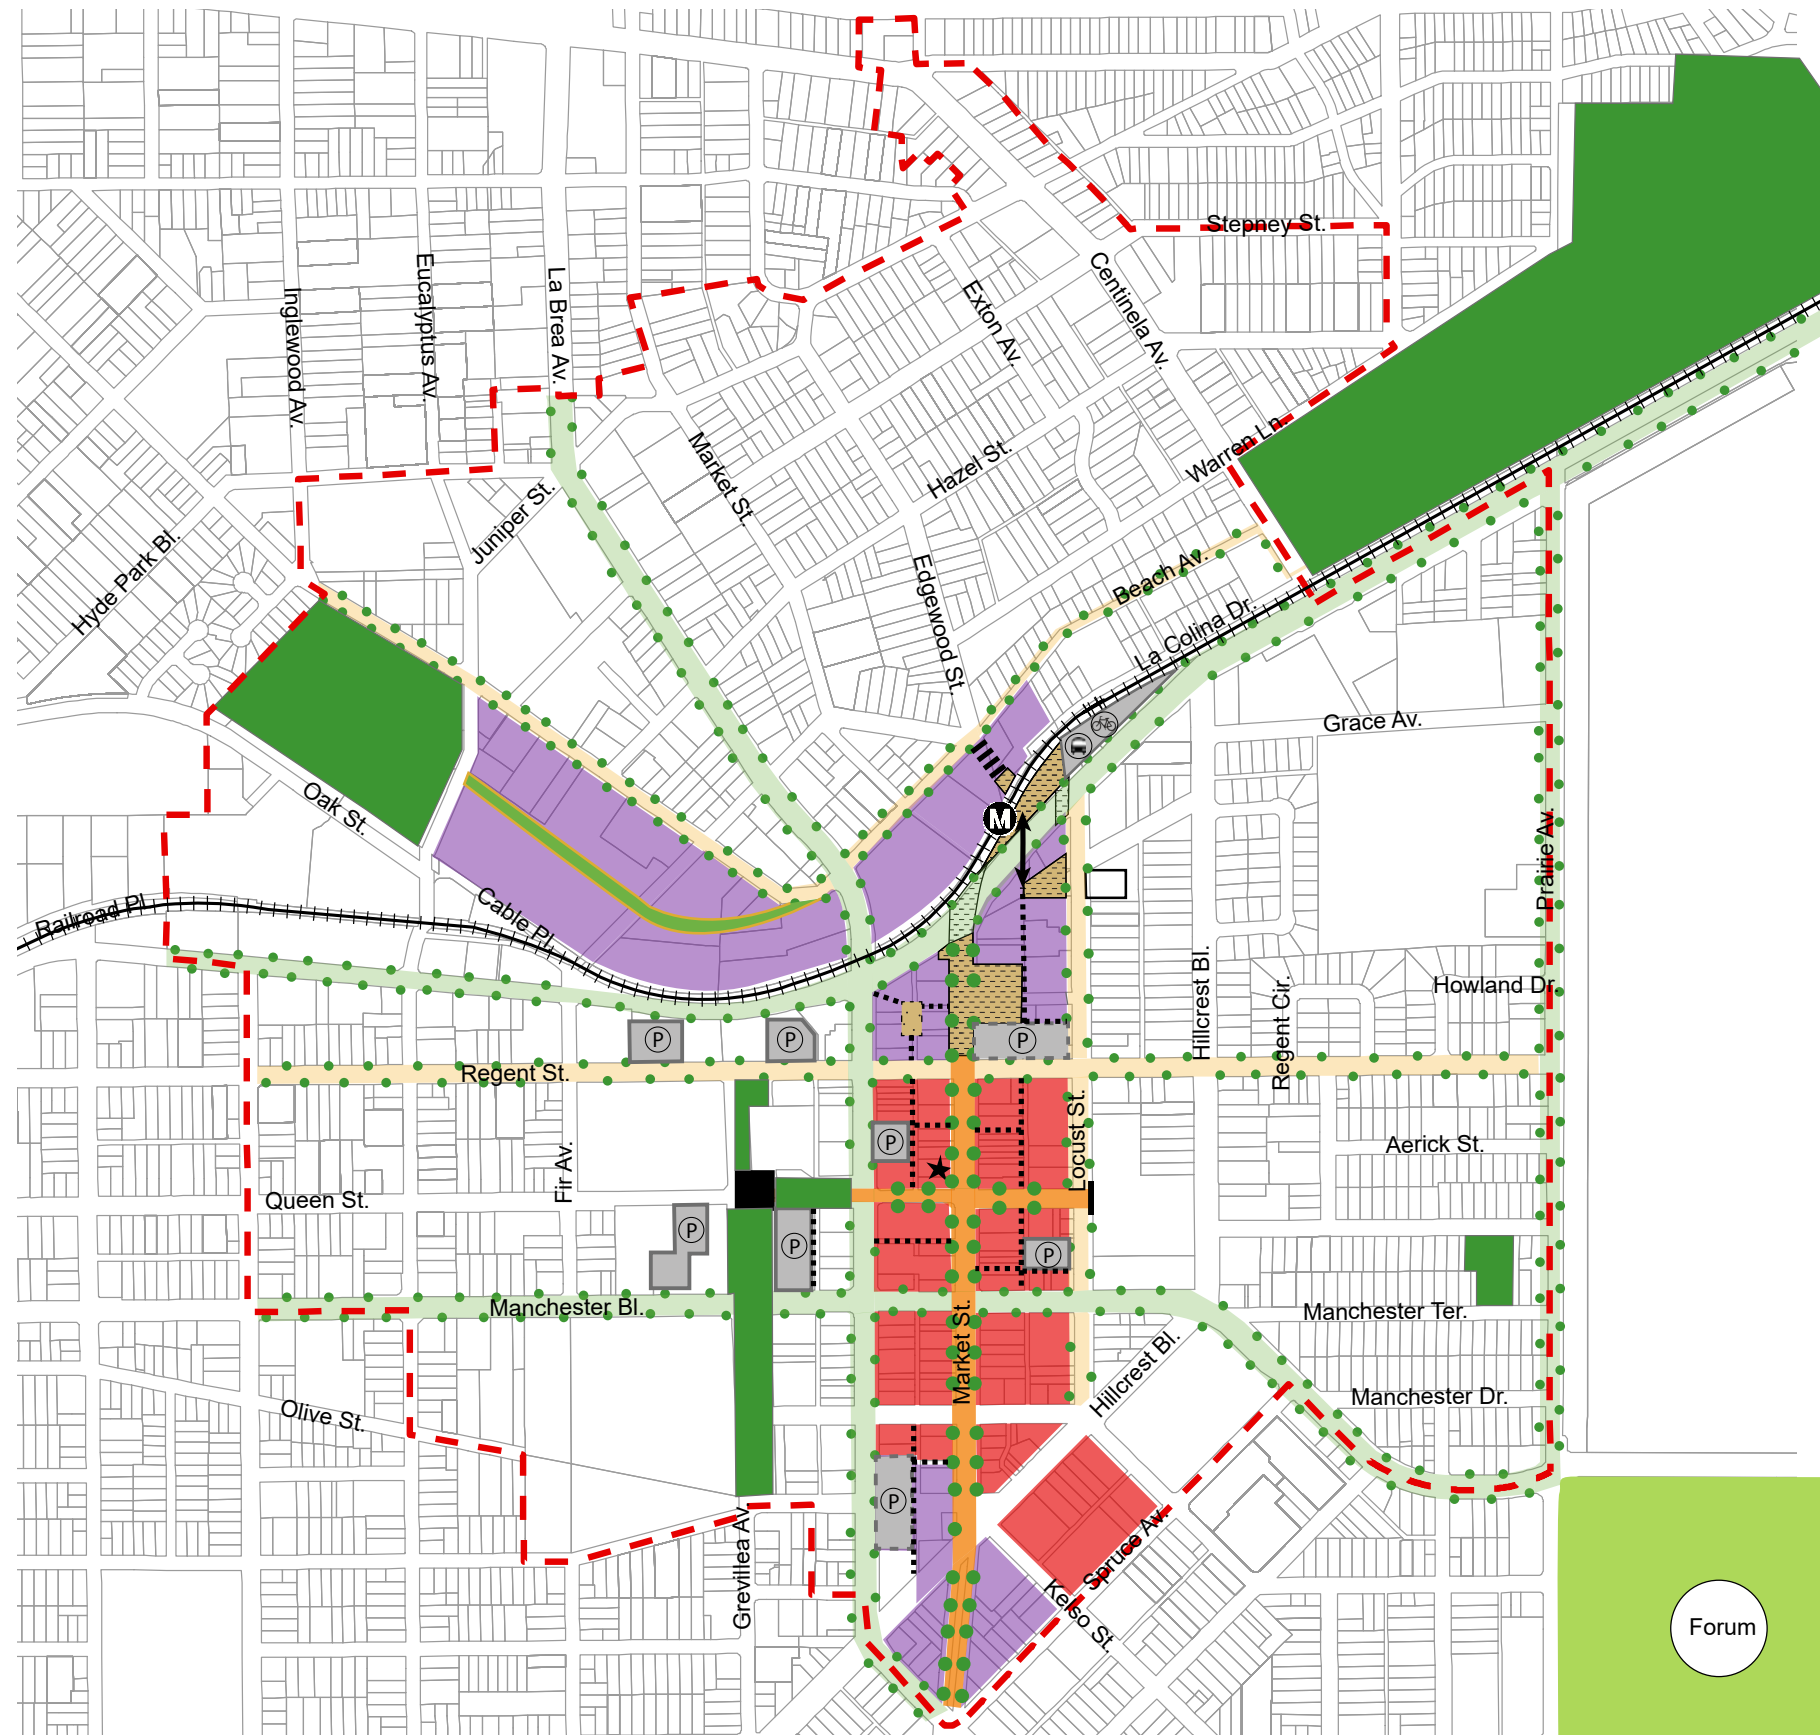 Stepney St.
Centinela Av.
Exton Av.
La Brea Av.
Eucalyptus Av.
Inglewood Av.
Warren Ln.
Hazel St.
Market St.
Juniper St.
Hyde Park Bl.
Beach Av.
Edgewood St.
La Colina Dr.
Grace Av.
Oak St.
M
Prairie Av.
Cable Pl.
Railroad Pl.
Hillcrest Bl.
Regent Cir.
Howland Dr.
P
P
P
Regent St.
Locust St.
P
Aerick St.
Fir Av.
Queen St.
P
P
P
Manchester Bl.
Manchester Ter.
Market St.
Hillcrest Bl.
Manchester Dr.
Olive St.
P
Grevillea Av.
Spruce Av.
Kelso St.
Forum